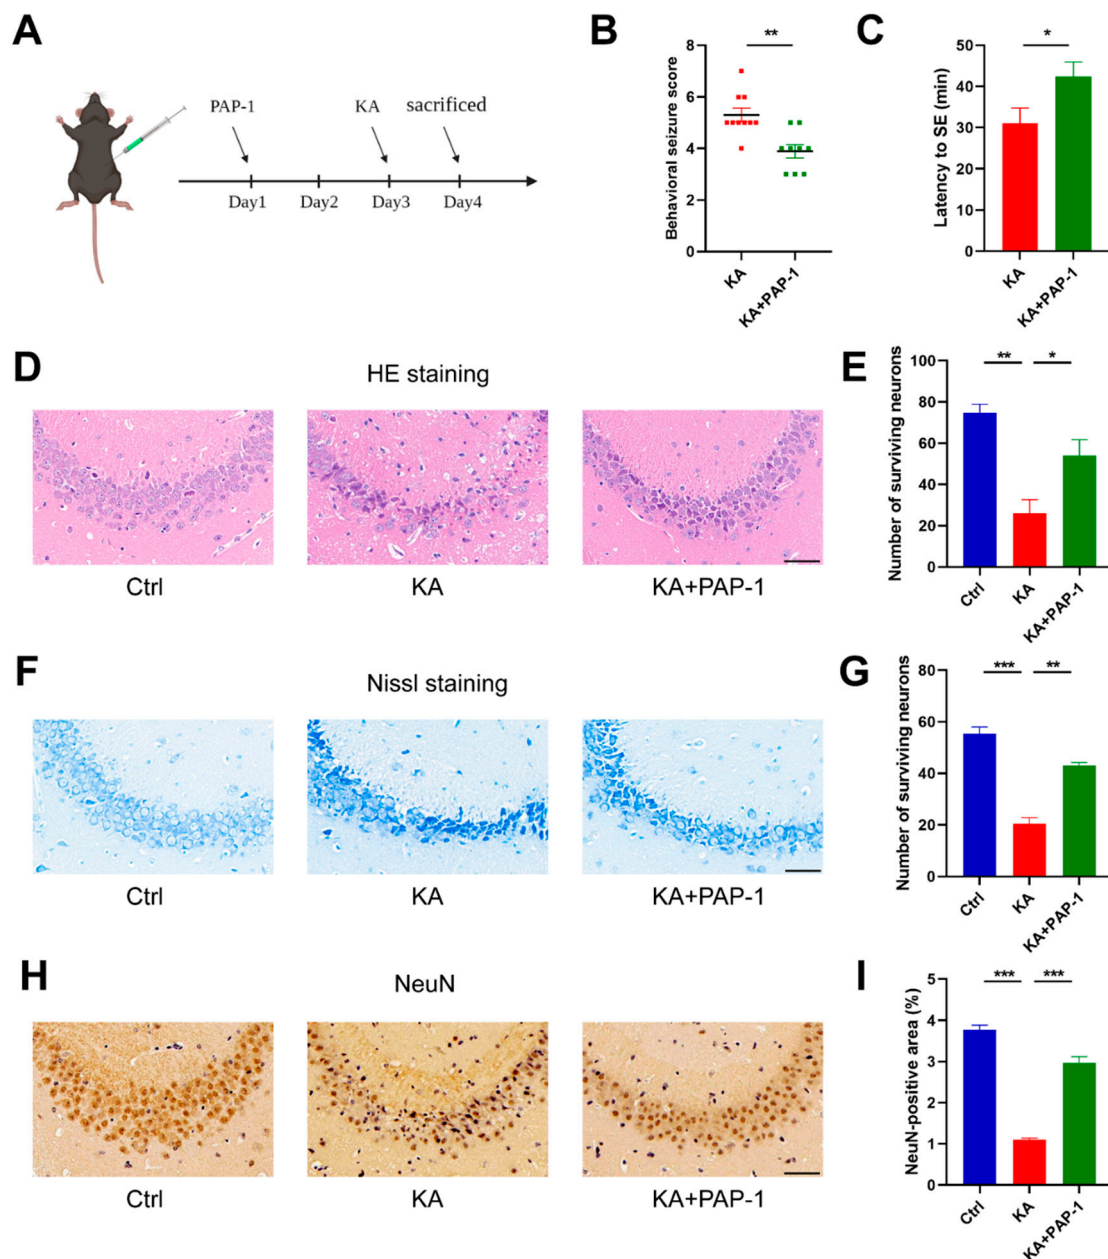 A
PAP-1
KA
sacrificed
Day1
Day2
Day3
Day4
B
Behavioral seizure score
8
6
4
2
0
**
KA
KA+PAP-1
C
Latency to SE (min)
50
40
30
20
10
0
*
KA
KA+PAP-1
D
HE staining
Ctrl
KA
KA+PAP-1
E
Number of surviving neurons
100
80
60
40
20
0
**
*
Ctrl
KA
KA+PAP-1
F
Nissl staining
Ctrl
KA
KA+PAP-1
G
Number of surviving neurons
80
60
40
20
0
***
**
Ctrl
KA
KA+PAP-1
H
NeuN
Ctrl
KA
KA+PAP-1
I
NeuN-positive area (%)
5
4
3
2
1
0
***
***
Ctrl
KA
KA+PAP-1